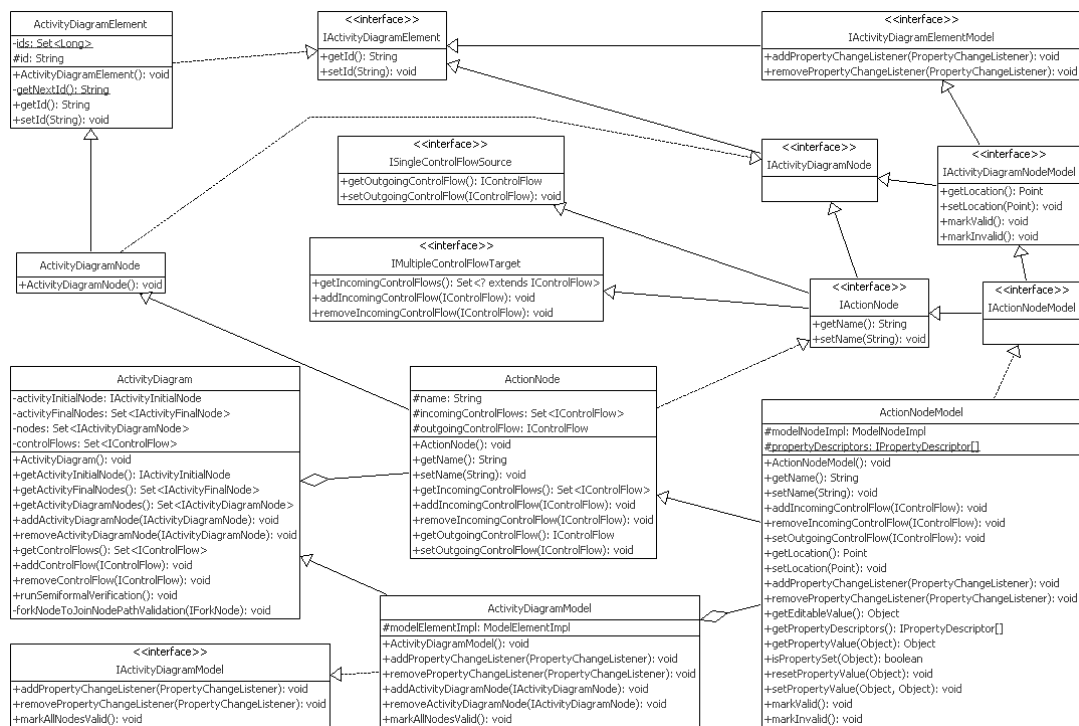 ActivityDiagramElement
-ids: Set<Long>
#id: String
+ActivityDiagramElement(): void
-getNextId(): String
+getId(): String
+setId(String): void
<<interface>>
IActivityDiagramElement
+getId(): String
+setId(String): void
<<interface>>
IActivityDiagramElementModel
+addPropertyChangeListener(PropertyChangeListener): void
+removePropertyChangeListener(PropertyChangeListener): void
<<interface>>
ISingleControlFlowSource
+getOutgoingControlFlow(): IControlFlow
+setOutgoingControlFlow(IControlFlow): void
<<interface>>
IActivityDiagramNode
<<interface>>
IActivityDiagramNodeModel
+getLocation(): Point
+setLocation(Point): void
+markValid(): void
+markInvalid(): void
ActivityDiagramNode
+ActivityDiagramNode(): void
<<interface>>
IMultipleControlFlowTarget
+getIncomingControlFlows(): Set<? extends IControlFlow>
+addIncomingControlFlow(IControlFlow): void
+removeIncomingControlFlow(IControlFlow): void
<<interface>>
IActionNode
+getName(): String
+setName(String): void
<<interface>>
IActionNodeModel
ActivityDiagram
-activityInitialNode: IActivityInitialNode
-activityFinalNodes: Set<IActivityFinalNode>
-nodes: Set<IActivityDiagramNode>
-controlFlows: Set<IControlFlow>
+ActivityDiagram(): void
+getActivityInitialNode(): IActivityInitialNode
+getActivityFinalNodes(): Set<IActivityFinalNode>
+getActivityDiagramNodes(): Set<IActivityDiagramNode>
+addActivityDiagramNode(IActivityDiagramNode): void
+removeActivityDiagramNode(IActivityDiagramNode): void
+getControlFlows(): Set<IControlFlow>
+addControlFlow(IControlFlow): void
+removeControlFlow(IControlFlow): void
+runSemiformalVerification(): void
-forkNodeToJoinNodePathValidation(IForkNode): void
ActionNode
#name: String
#incomingControlFlows: Set<IControlFlow>
#outgoingControlFlow: IControlFlow
+ActionNode(): void
+getName(): String
+setName(String): void
+getIncomingControlFlows(): Set<IControlFlow>
+addIncomingControlFlow(IControlFlow): void
+removeIncomingControlFlow(IControlFlow): void
+getOutgoingControlFlow(): IControlFlow
+setOutgoingControlFlow(IControlFlow): void
ActionNodeModel
#modelNodeImpl: ModelNodeImpl
#propertyDescriptors: IPropertyDescriptor[]
+ActionNodeModel(): void
+getName(): String
+setName(String): void
+addIncomingControlFlow(IControlFlow): void
+removeIncomingControlFlow(IControlFlow): void
+setOutgoingControlFlow(IControlFlow): void
+getLocation(): Point
+setLocation(Point): void
+addPropertyChangeListener(PropertyChangeListener): void
+removePropertyChangeListener(PropertyChangeListener): void
+getEditableValue(): Object
+getPropertyDescriptors(): IPropertyDescriptor[]
+getPropertyValue(Object): Object
+isPropertySet(Object): boolean
+resetPropertyValue(Object): void
+setPropertyValue(Object, Object): void
+markValid(): void
+markInvalid(): void
ActivityDiagramModel
#modelElementImpl: ModelElementImpl
+ActivityDiagramModel(): void
+addPropertyChangeListener(PropertyChangeListener): void
+removePropertyChangeListener(PropertyChangeListener): void
+addActivityDiagramNode(IActivityDiagramNode): void
+removeActivityDiagramNode(IActivityDiagramNode): void
+markAllNodesValid(): void
<<interface>>
IActivityDiagramModel
+addPropertyChangeListener(PropertyChangeListener): void
+removePropertyChangeListener(PropertyChangeListener): void
+markAllNodesValid(): void